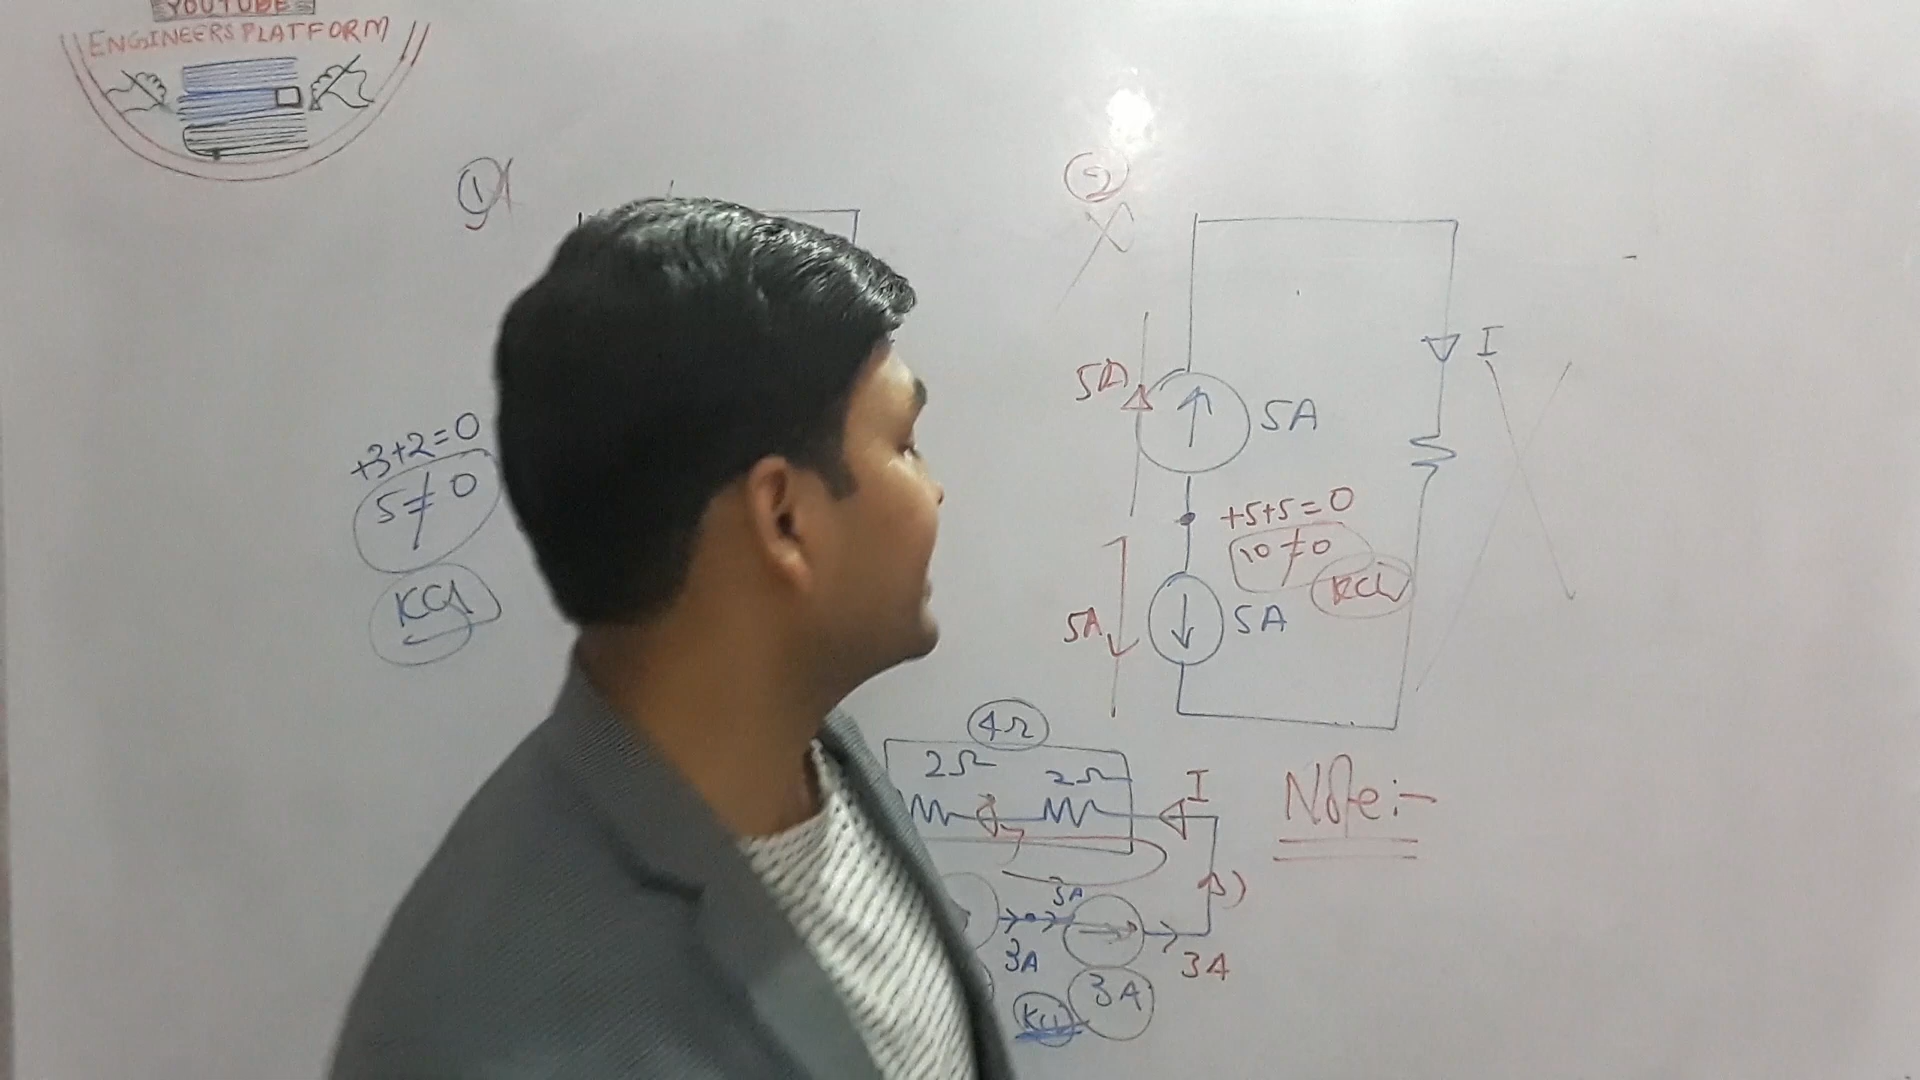 YOUTUBE
ENGINEERS PLATFORM
1
+3+2=0
5≠0
KCL
2
I
5A
5A
+5+5=0
10≠0
KCL
5A
5A
4Ω
2Ω
2Ω
I
Note:-
3A
3A
3A
3A
KCL